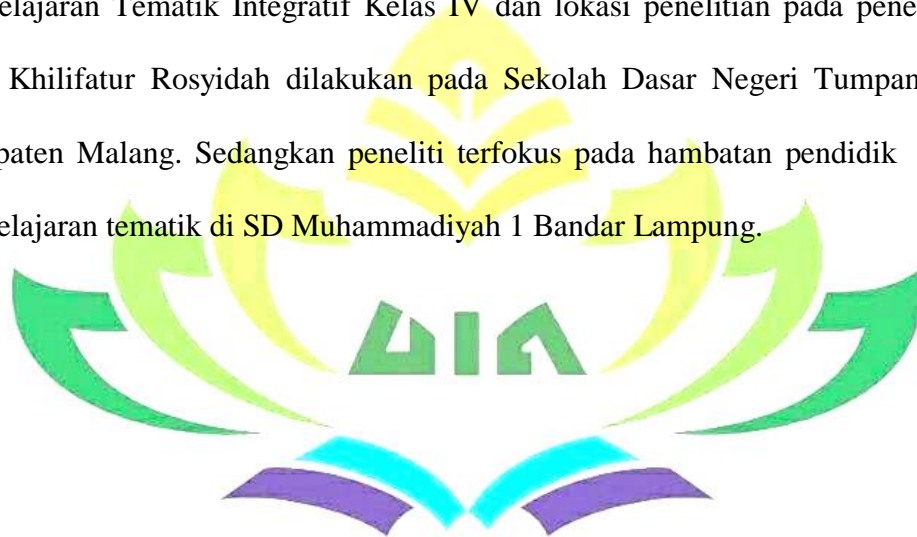 elajaran Tematik Integratif Kelas IV dan lokasi penelitian pada pene
Khilifatur Rosyidah dilakukan pada Sekolah Dasar Negeri Tumpan
paten Malang. Sedangkan peneliti terfokus pada hambatan pendidik
elajaran tematik di SD Muhammadiyah 1 Bandar Lampung.
UIN